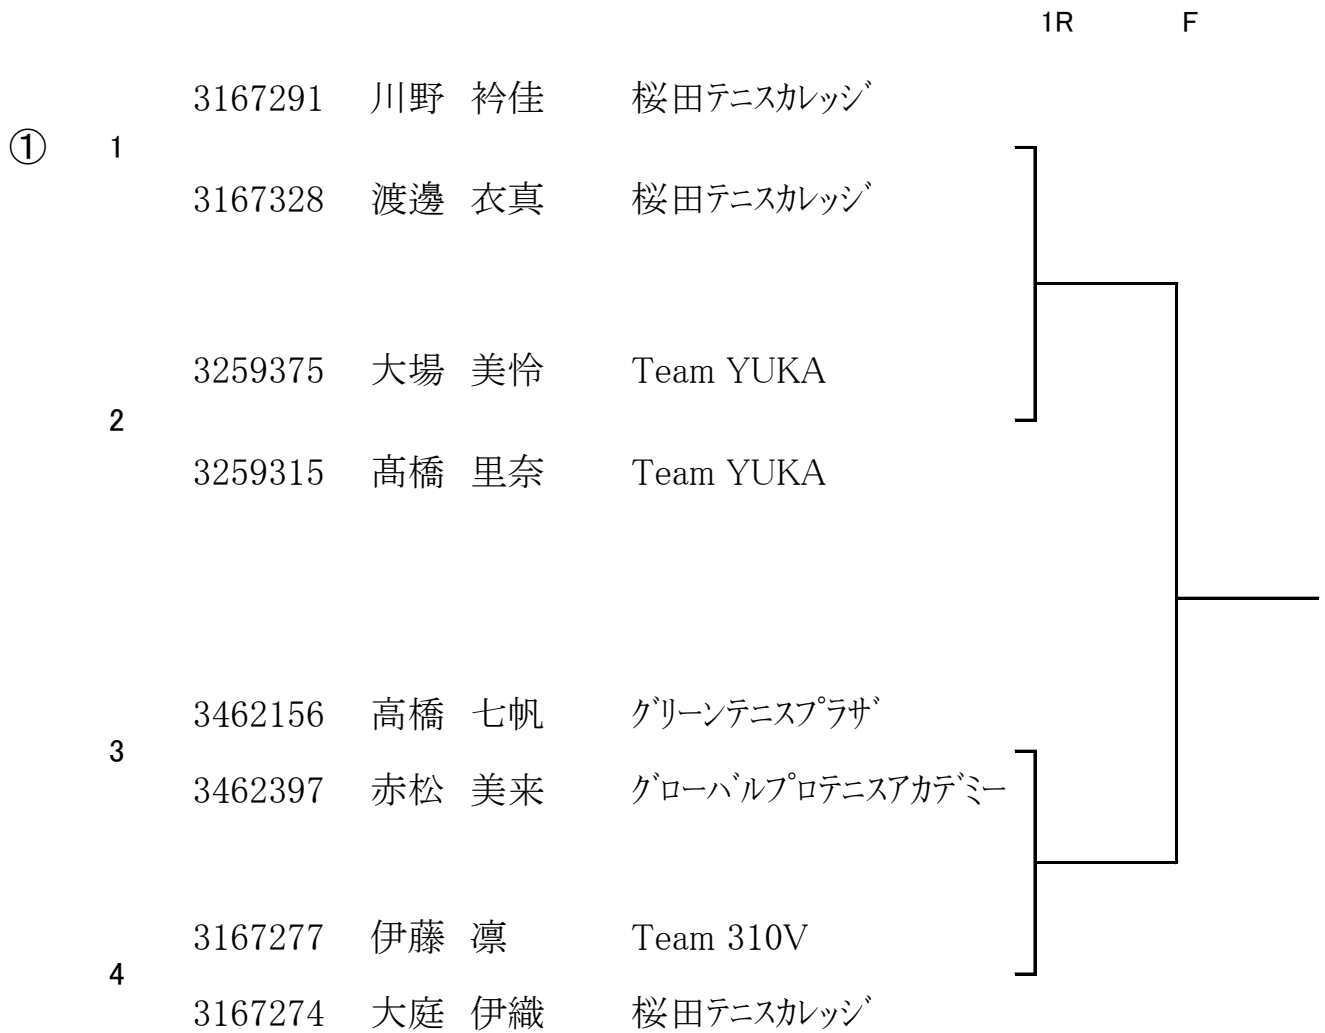 1R F
3167291 川野 衿佳 桜田テニスカレッシﾞ
① 1
3167328 渡邊 衣真 桜田テニスカレッシﾞ
3259375 大場 美怜 Team YUKA
2
3259315 髙橋 里奈 Team YUKA
3462156 高橋 七帆 ｸﾞﾘｰﾝﾃﾆｽﾌﾟﾗｻﾞ
3
3462397 赤松 美来 ｸﾞﾛｰﾊﾞﾙﾌﾟﾛﾃﾆｽｱｶﾃﾞﾐｰ
3167277 伊藤 凛 Team 310V
4
3167274 大庭 伊織 桜田テニスカレッシﾞ